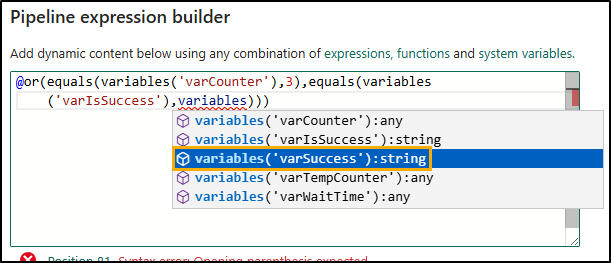 Pipeline expression builder
Add dynamic content below using any combination of expressions, functions and system variables.
@or(equals(variables('varCounter'),3),equals(variables
('varIsSuccess'),variables)))
variables('varCounter'):any
variables('varIsSuccess'):string
variables('varSuccess'):string
variables('varTempCounter'):any
variables('varWaitTime'):any
Position 81 Syntax error: Opening parenthesis expected